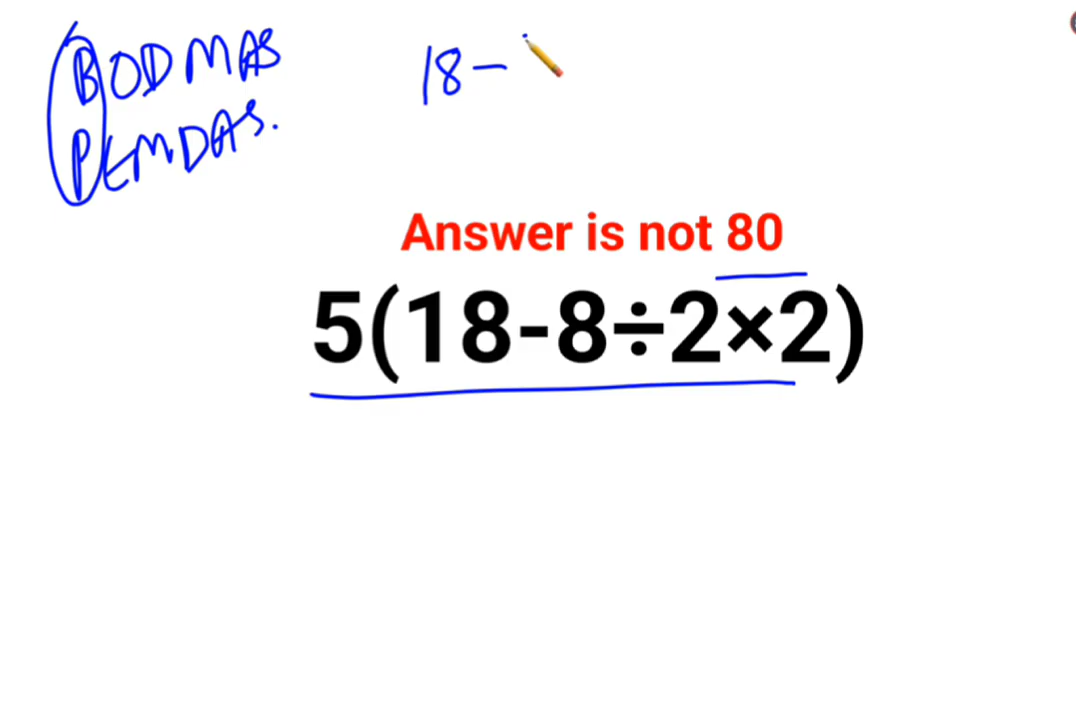 BODMAS
PEMDAS.
18 -
Answer is not 80
5(18-8÷2×2)